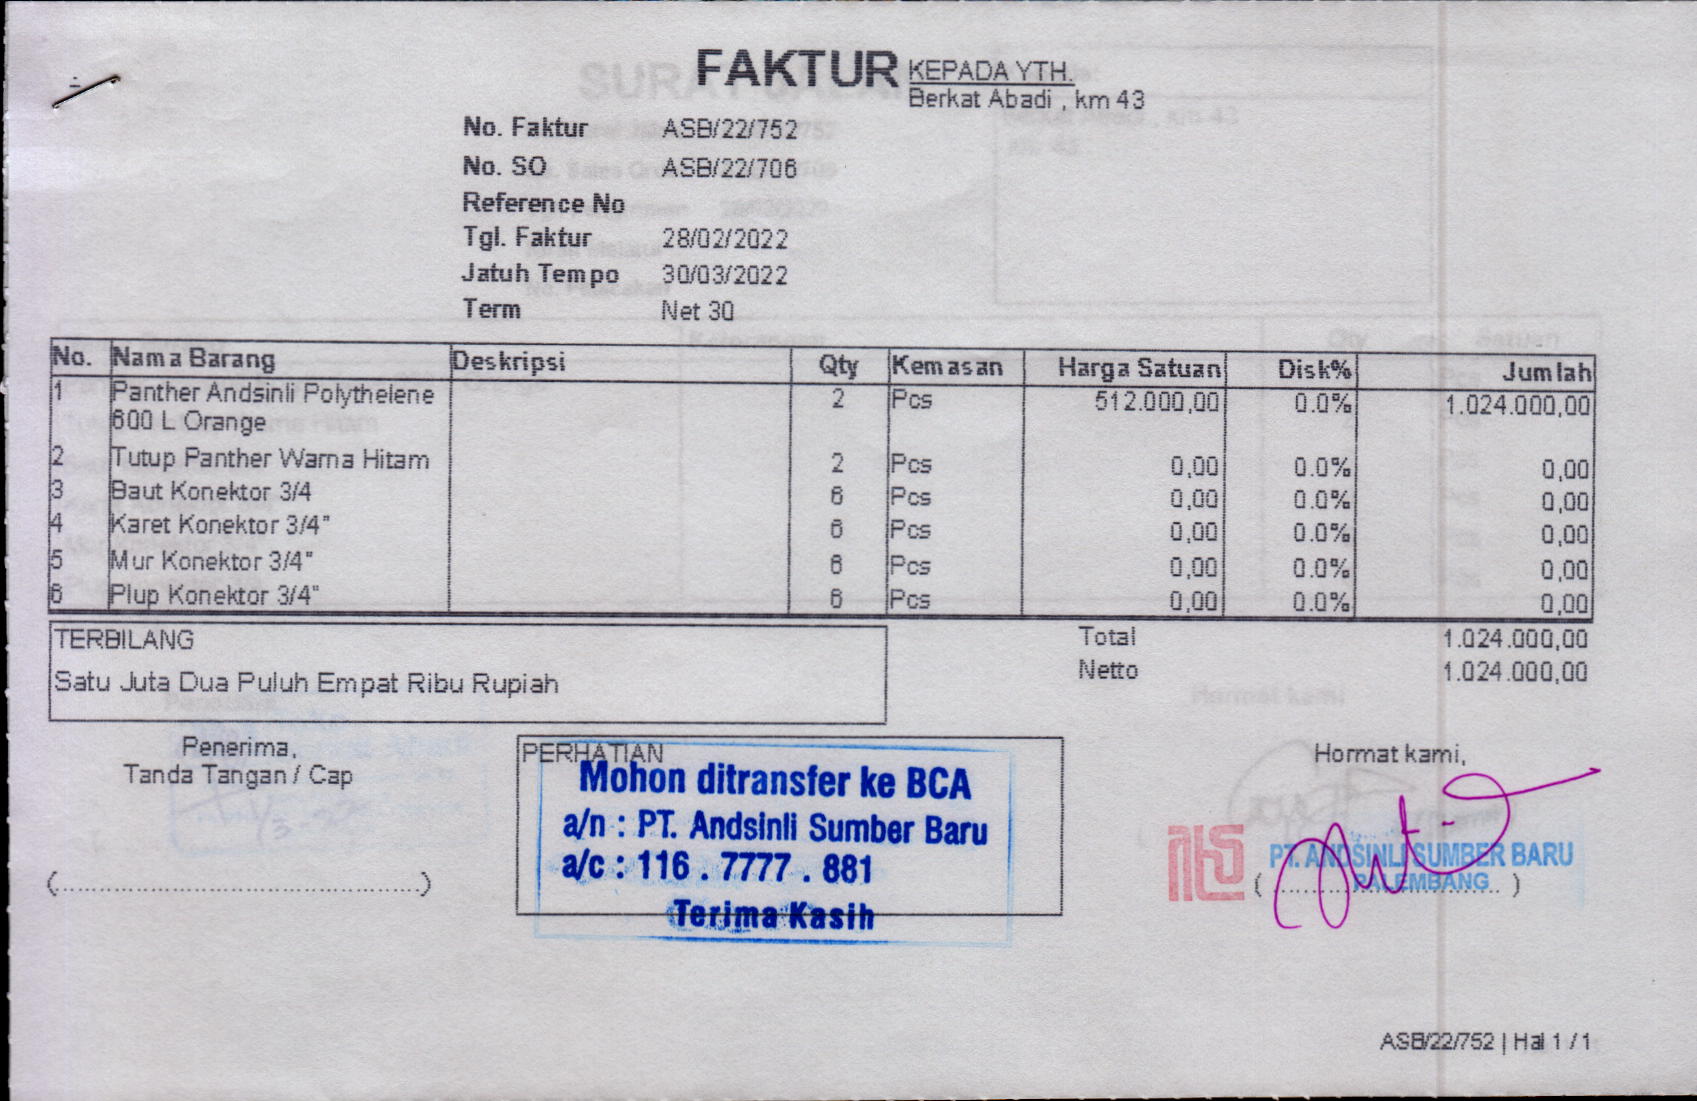 FAKTUR
KEPADA YTH.
Berkat Abadi , km 43
No. Faktur ASB/22/752
No. SO ASB/22/706
Reference No
Tgl. Faktur 28/02/2022
Jatuh Tempo 30/03/2022
Term Net 30
No. Nama Barang Deskripsi Qty Kemasan Harga Satuan Disk% Jumlah
1 Panther Andsinli Polythelene 2 Pcs 512.000,00 0.0% 1.024.000,00
600 L Orange
2 Tutup Panther Warna Hitam 2 Pcs 0,00 0.0% 0,00
3 Baut Konektor 3/4 6 Pcs 0,00 0.0% 0,00
4 Karet Konektor 3/4" 6 Pcs 0,00 0.0% 0,00
5 Mur Konektor 3/4" 6 Pcs 0,00 0.0% 0,00
6 Plup Konektor 3/4" 6 Pcs 0,00 0.0% 0,00
TERBILANG
Satu Juta Dua Puluh Empat Ribu Rupiah
Total 1.024.000,00
Netto 1.024.000,00
Penerima,
Tanda Tangan / Cap
(................................................)
PERHATIAN
Mohon ditransfer ke BCA
a/n : PT. Andsinli Sumber Baru
a/c : 116 . 7777 . 881
Terima Kasih
Hormat kami,
PT. ANDSINLI SUMBER BARU
PALEMBANG
ASB/22/752 | Hal 1 / 1